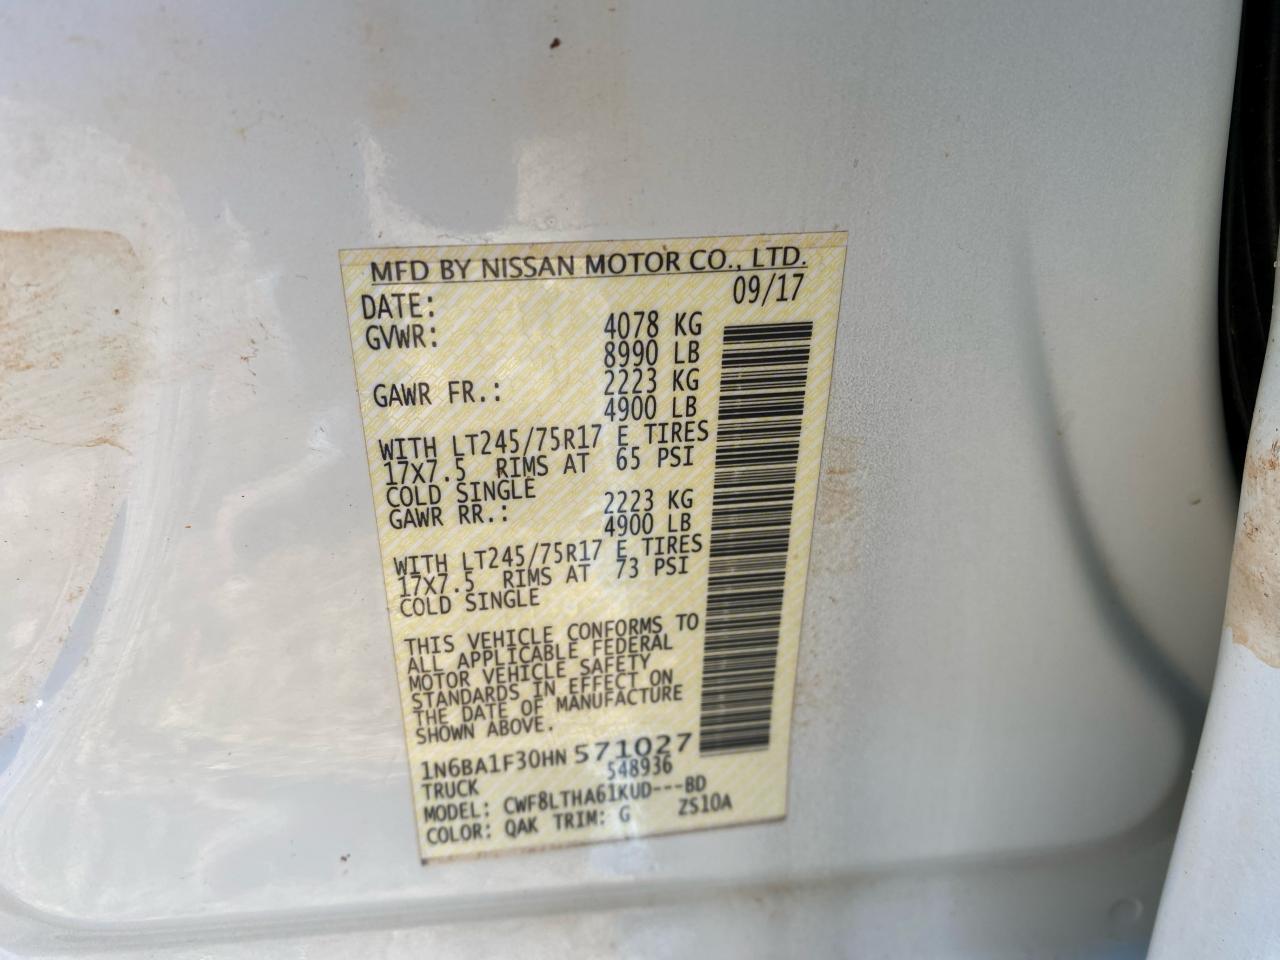 MFD BY NISSAN MOTOR CO., LTD.
DATE: 09/17
GVWR: 4078 KG
8990 LB
GAWR FR.: 2223 KG
4900 LB
WITH LT245/75R17 E TIRES
17X7.5 RIMS AT 65 PSI
COLD SINGLE
GAWR RR.: 2223 KG
4900 LB
WITH LT245/75R17 E TIRES
17X7.5 RIMS AT 73 PSI
COLD SINGLE
THIS VEHICLE CONFORMS TO
ALL APPLICABLE FEDERAL
MOTOR VEHICLE SAFETY
STANDARDS IN EFFECT ON
THE DATE OF MANUFACTURE
SHOWN ABOVE.
1N6BA1F30HN571027
TRUCK 548936
MODEL: CWF8LTHA61KUD---BD
COLOR: QAK TRIM: G ZS10A